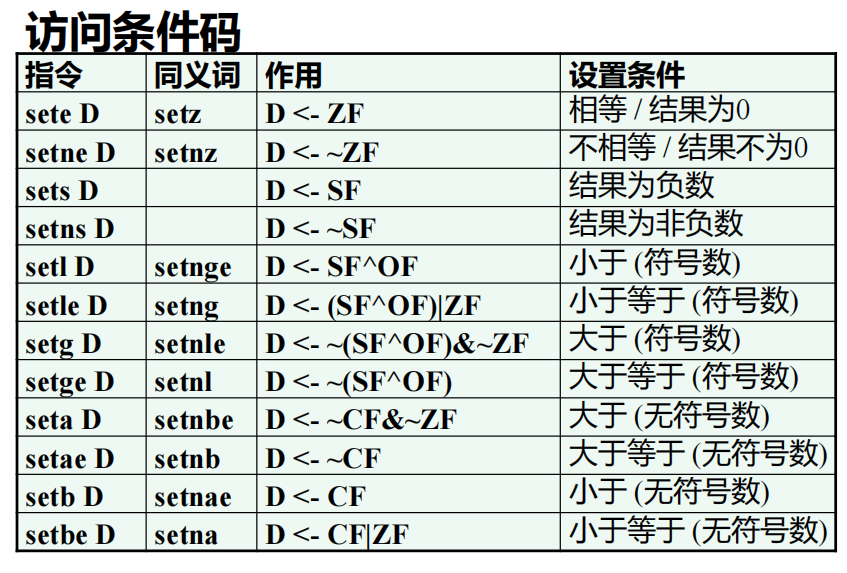 访问条件码
指令 同义词 作用 设置条件
sete D setz D <- ZF 相等 / 结果为0
setne D setnz D <- ~ZF 不相等 / 结果不为0
sets D D <- SF 结果为负数
setns D D <- ~SF 结果为非负数
setl D setnge D <- SF^OF 小于 (符号数)
setle D setng D <- (SF^OF)|ZF 小于等于 (符号数)
setg D setnle D <- ~(SF^OF)&~ZF 大于 (符号数)
setge D setnl D <- ~(SF^OF) 大于等于 (符号数)
seta D setnbe D <- ~CF&~ZF 大于 (无符号数)
setae D setnb D <- ~CF 大于等于 (无符号数)
setb D setnae D <- CF 小于 (无符号数)
setbe D setna D <- CF|ZF 小于等于 (无符号数)